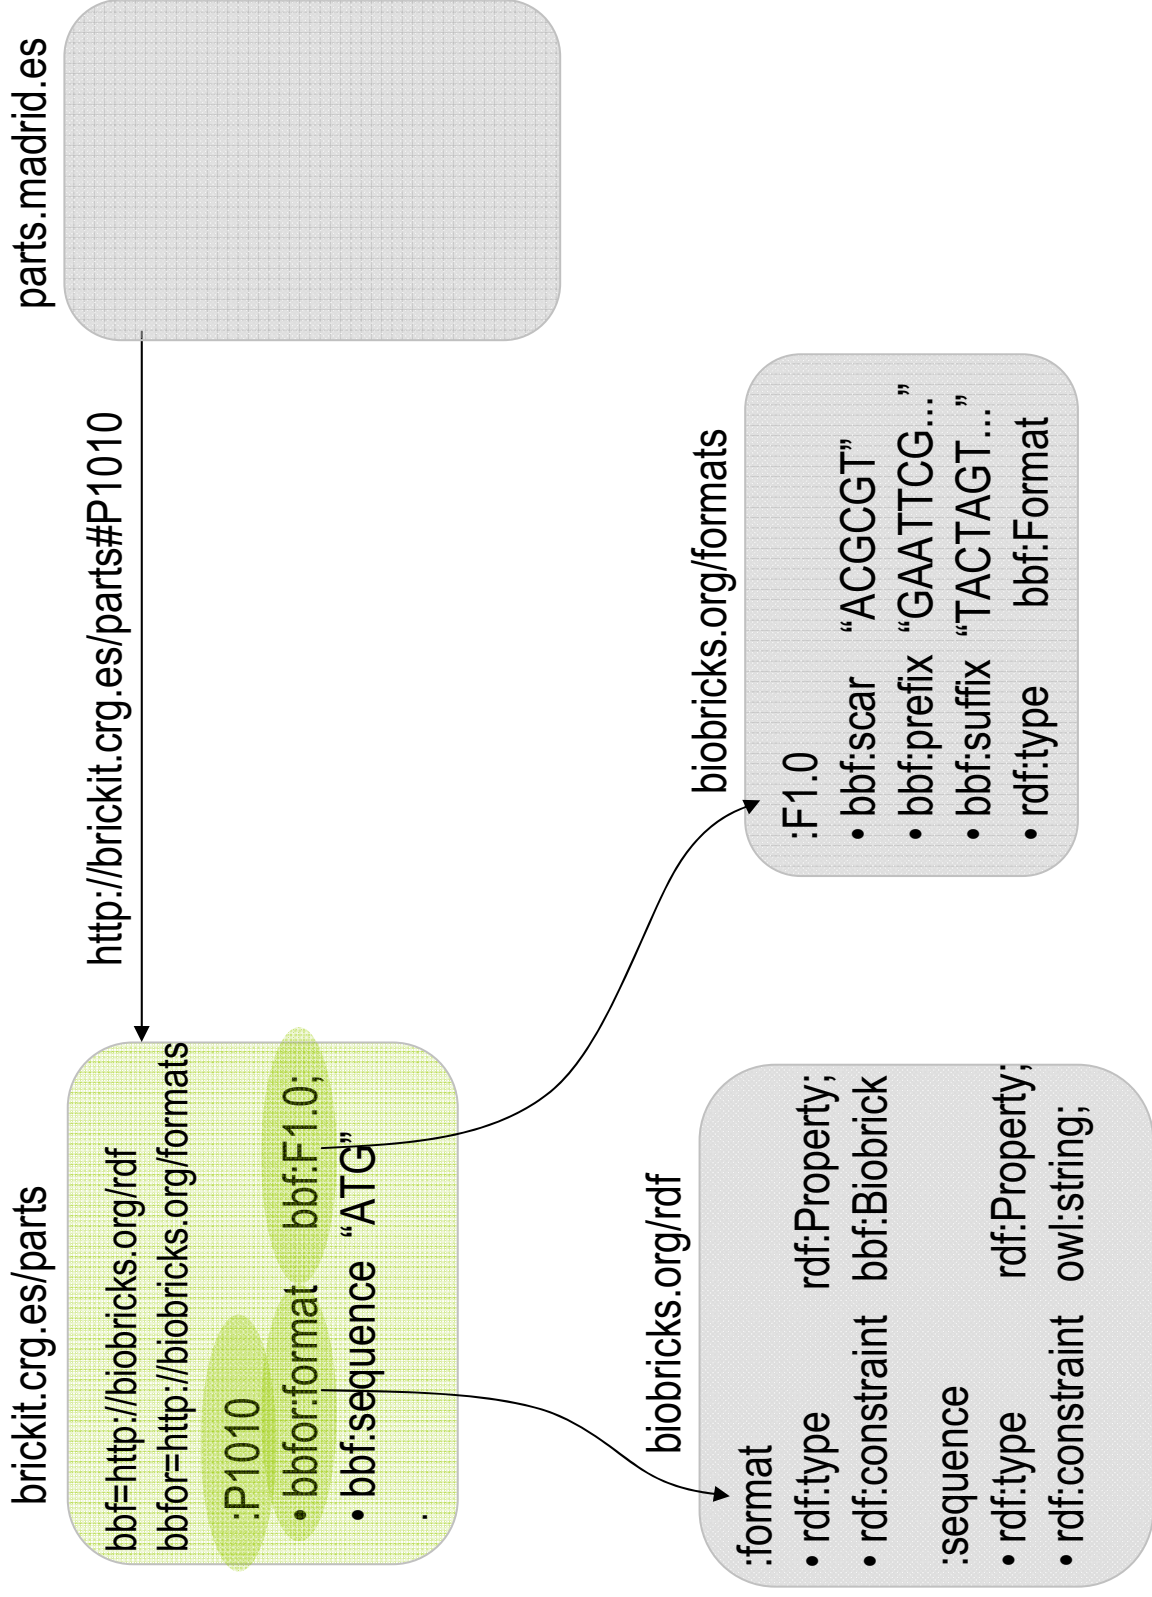 brickit.crg.es/parts
bbf=http://biobricks.org/rdf
bbfor=http://biobricks.org/formats
:P1010
• bbfor:format bbf:F1.0;
• bbf:sequence “ATG”
.
http://brickit.crg.es/parts#P1010
parts.madrid.es
biobricks.org/rdf
:format
• rdf:type rdf:Property;
• rdf:constraint bbf:Biobrick
:sequence
• rdf:type rdf:Property;
• rdf:constraint owl:string;
biobricks.org/formats
:F1.0
• bbf:scar “ACGCGT”
• bbf:prefix “GAATTCG...”
• bbf:suffix “TACTAGT...”
• rdf:type bbf:Format